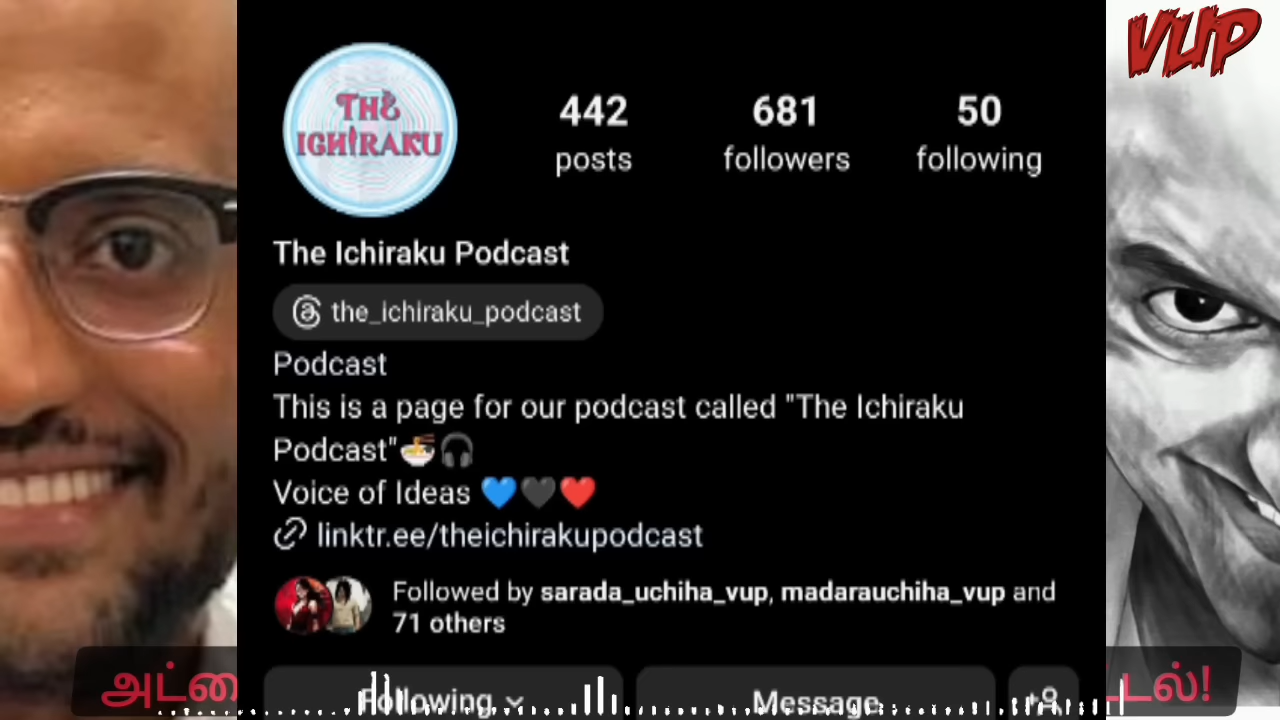 VUP
THE
ICHIRAKU
442 posts
681 followers
50 following
The Ichiraku Podcast
the_ichiraku_podcast
Podcast
This is a page for our podcast called "The Ichiraku
Podcast"🍜🎧
Voice of Ideas 💙🖤❤️
linktr.ee/theichirakupodcast
Followed by sarada_uchiha_vup, madarauchiha_vup and
71 others
Following
Message
+9